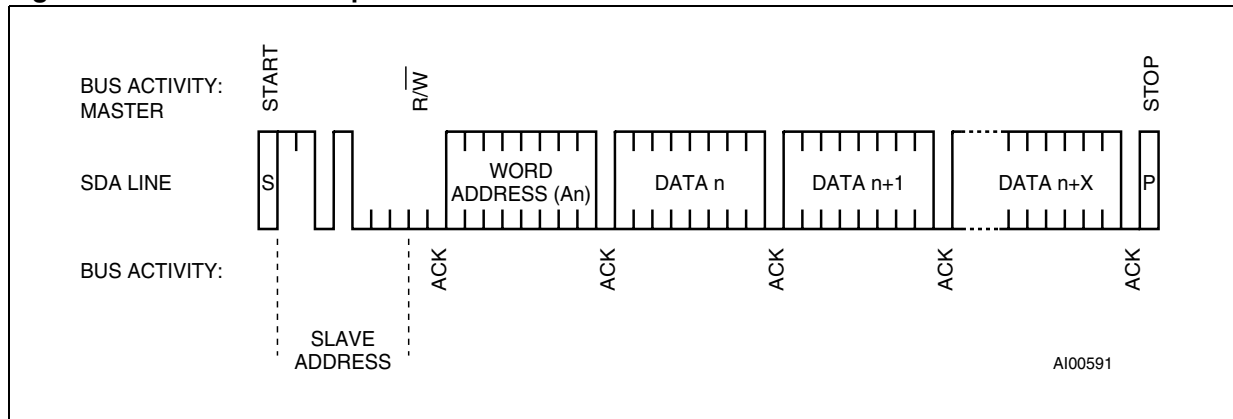 BUS ACTIVITY:
MASTER
START
R/W
STOP
SDA LINE
S
WORD
ADDRESS (An)
DATA n
DATA n+1
DATA n+X
P
BUS ACTIVITY:
ACK
ACK
ACK
ACK
ACK
SLAVE
ADDRESS
AI00591